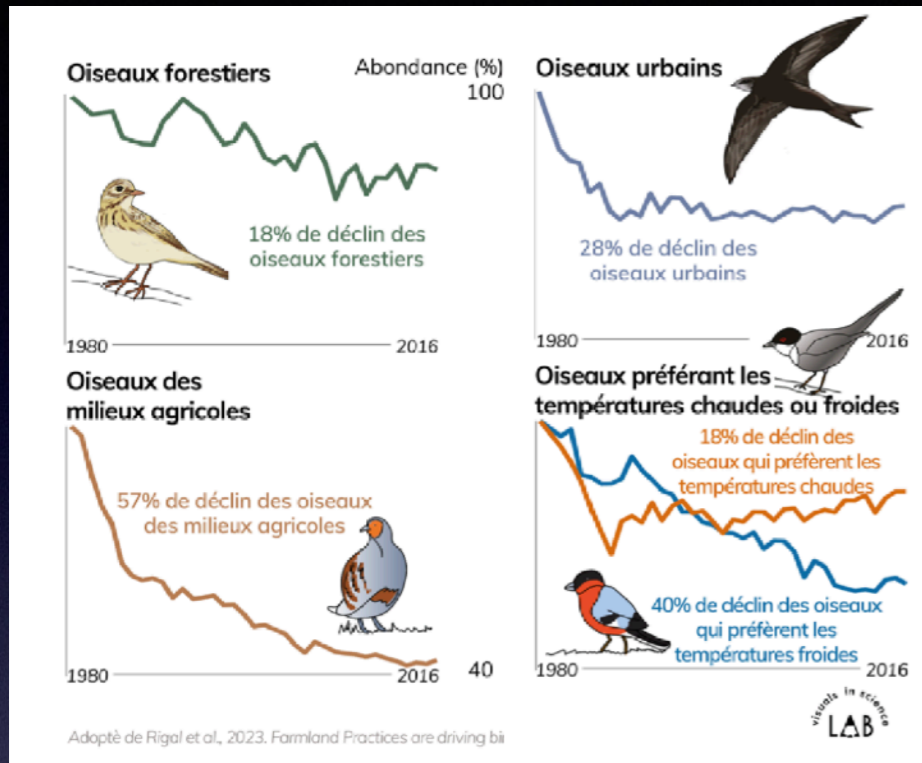 Oiseaux forestiers
Abondance (%)
100
18% de déclin des
oiseaux forestiers
1980
2016
Oiseaux urbains
28% de déclin des
oiseaux urbains
1980
2016
Oiseaux des
milieux agricoles
57% de déclin des oiseaux
des milieux agricoles
1980
2016
40
Oiseaux préférant les
températures chaudes ou froides
18% de déclin des
oiseaux qui préfèrent les
températures chaudes
40% de déclin des oiseaux
qui préfèrent les
températures froides
1980
2016
Adoptè de Rigal et al., 2023. Farmland Practices are driving bi
visuals in science
LAB